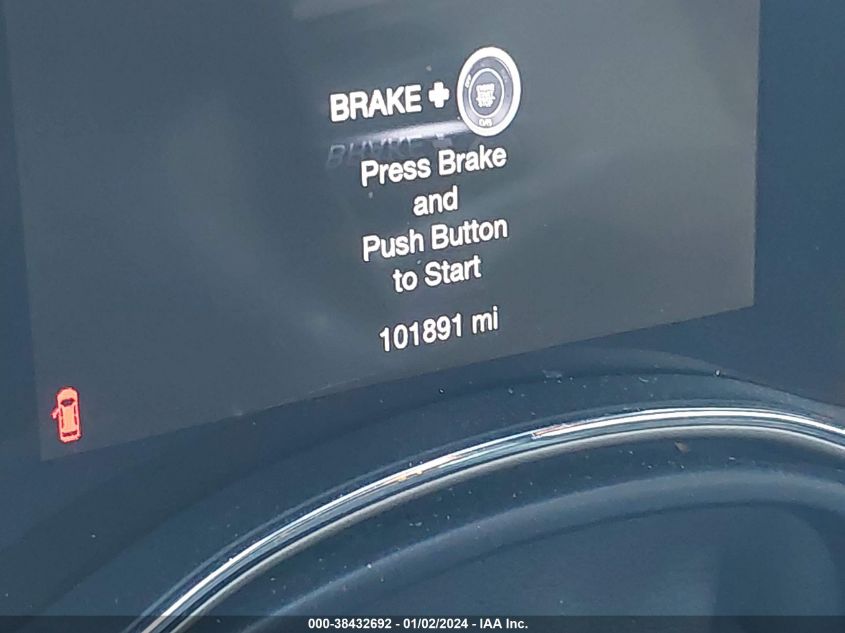 BRAKE +
Press Brake
and
Push Button
to Start
101891 mi
000-38432692 - 01/02/2024 - IAA Inc.